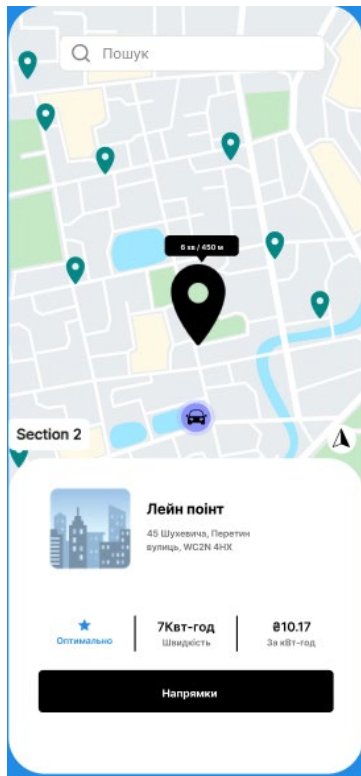 Пошук
6 хв / 450 м
Section 2
Лейн поінт
45 Шухевича, Перетин
вулиць, WC2N 4HX
Оптимально
7Квт-год
Швидкість
₴10.17
За кВт-год
Напрямки